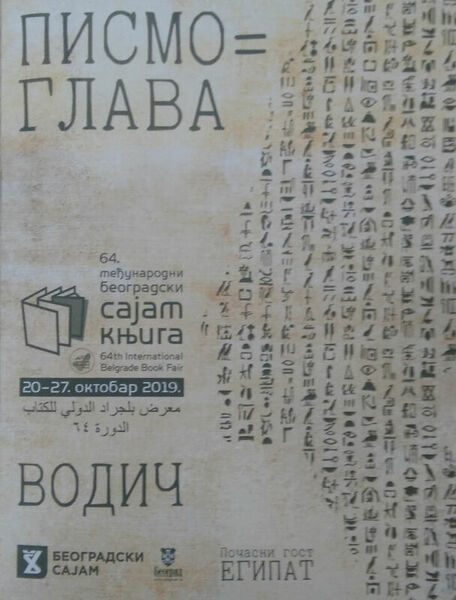 ПИСМО=
ГЛАВА
64.
међународни
београдски
сајам
књига
64th International
Belgrade Book Fair
20–27. октобар 2019.
معرض بلجراد الدولي للكتاب
الدورة ٦٤
ВОДИЧ
БЕОГРАДСКИ
САЈАМ
Београд
Почасни гост
ЕГИПАТ